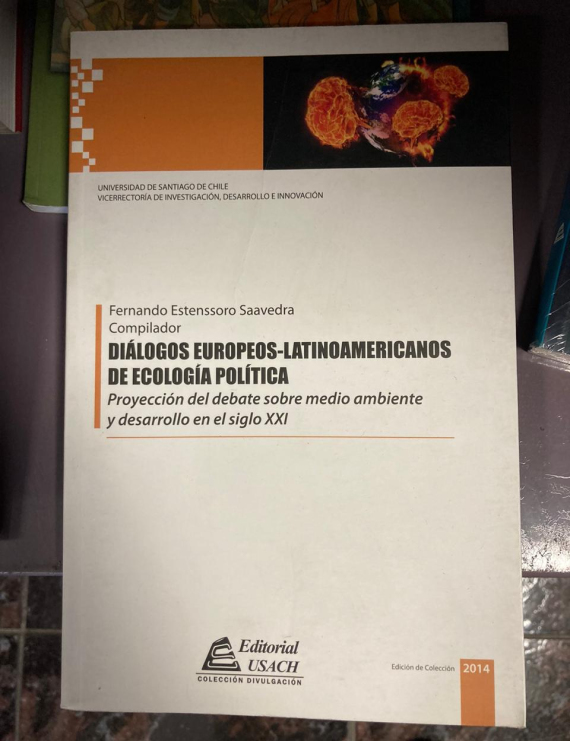 UNIVERSIDAD DE SANTIAGO DE CHILE
VICERRECTORÍA DE INVESTIGACIÓN, DESARROLLO E INNOVACIÓN
Fernando Estenssoro Saavedra
Compilador
DIÁLOGOS EUROPEOS-LATINOAMERICANOS
DE ECOLOGÍA POLÍTICA
Proyección del debate sobre medio ambiente
y desarrollo en el siglo XXI
Editorial
USACH
COLECCIÓN DIVULGACIÓN
Edición de Colección
2014